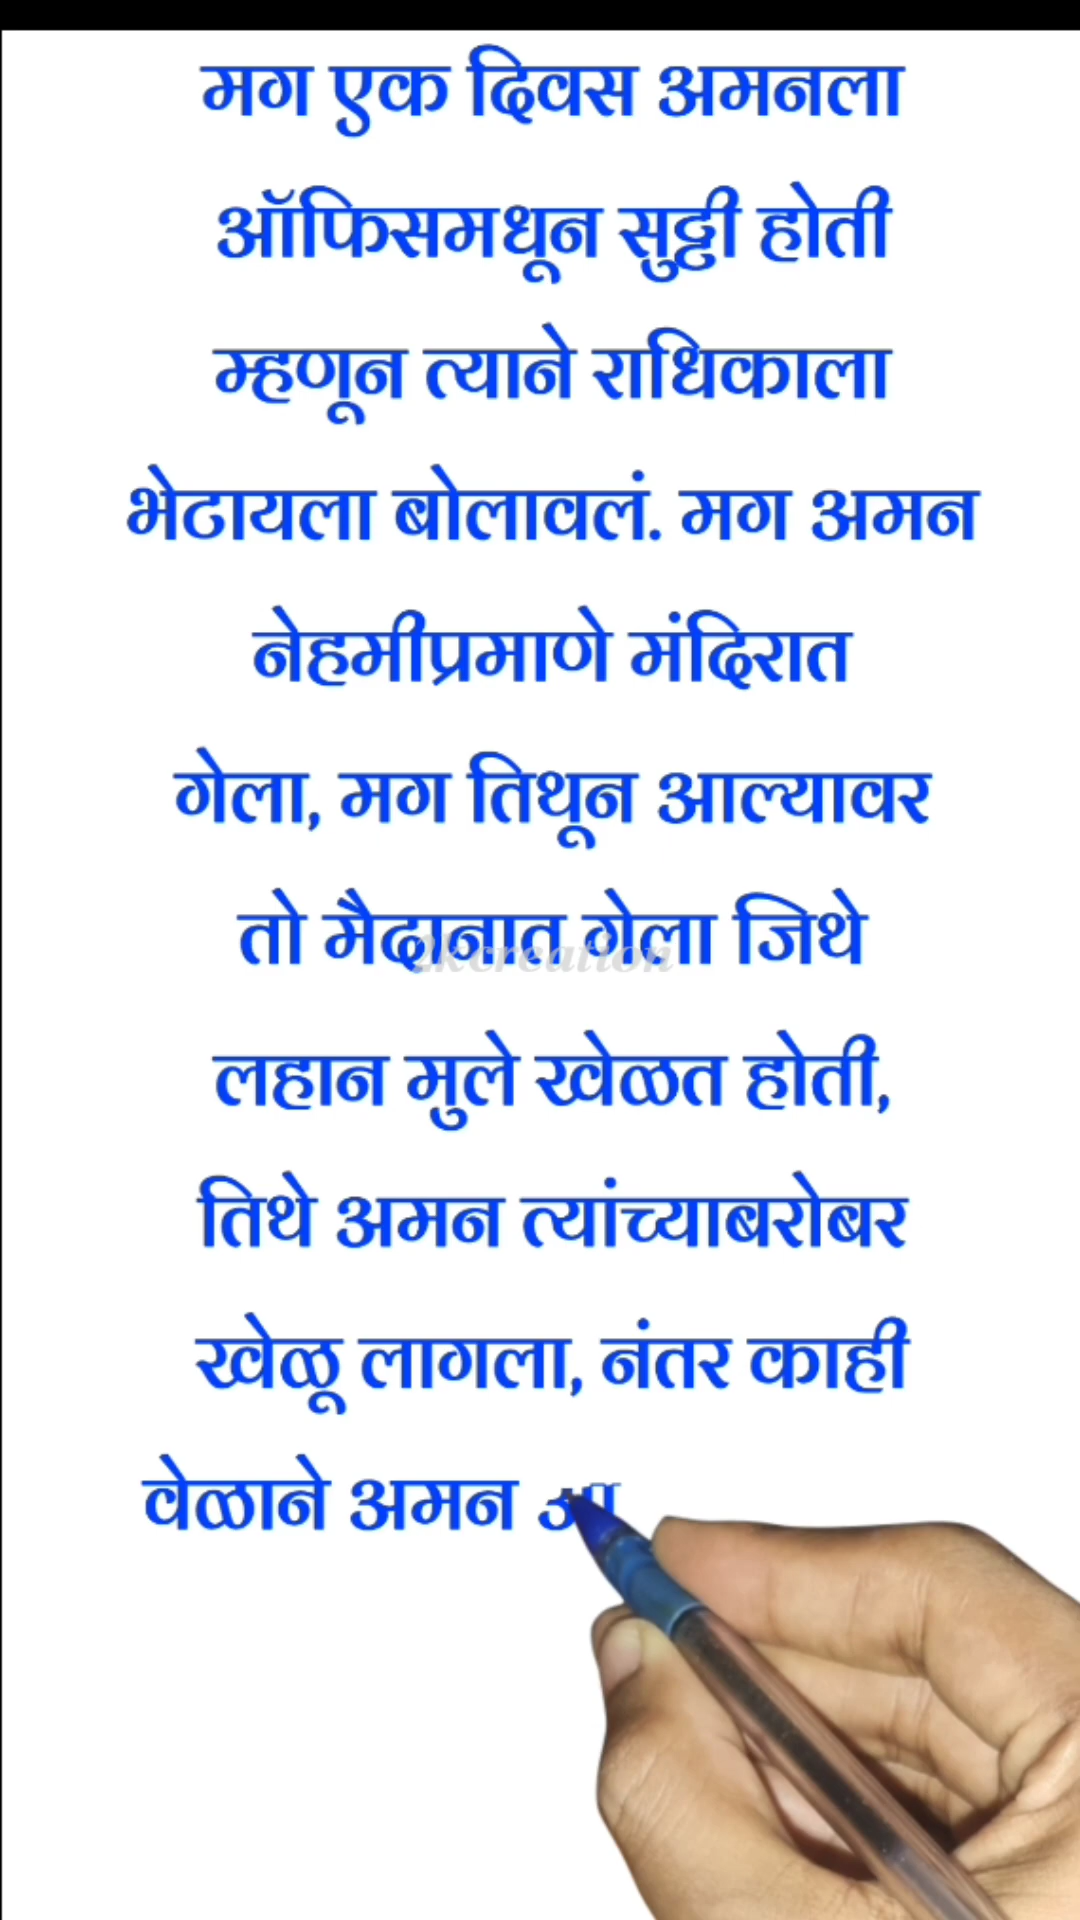 मग एक दिवस अमनला
ऑफिसमधून सुट्टी होती
म्हणून त्याने राधिकाला
भेटायला बोलावलं. मग अमन
नेहमीप्रमाणे मंदिरात
गेला, मग तिथून आल्यावर
तो मैदानात गेला जिथे
2kcreation
लहान मुले खेळत होती,
तिथे अमन त्यांच्याबरोबर
खेळू लागला, नंतर काही
वेळाने अमन